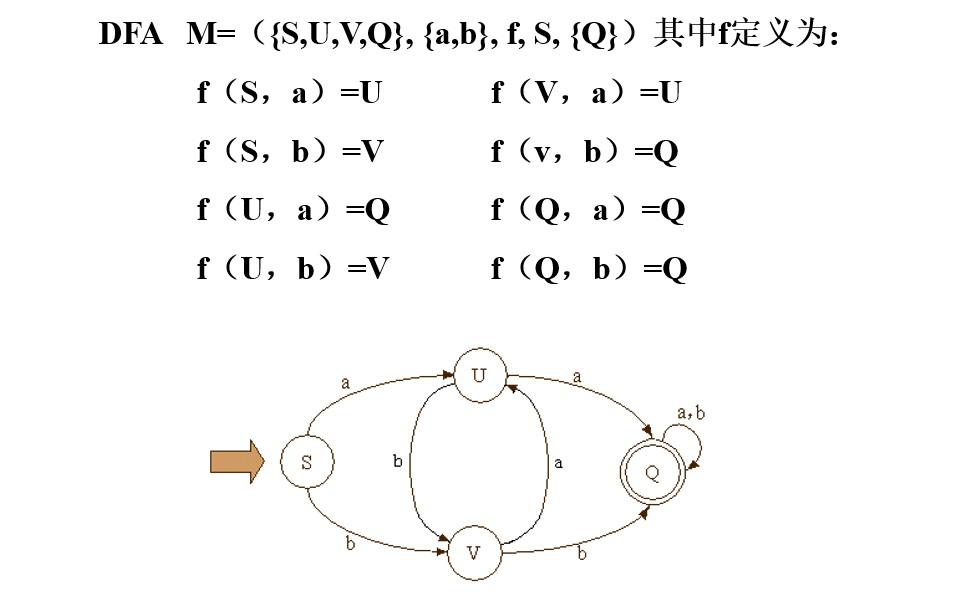 DFA M=（{S,U,V,Q}, {a,b}, f, S, {Q}）其中f定义为：
f（S，a）=U f（V，a）=U
f（S，b）=V f（v，b）=Q
f（U，a）=Q f（Q，a）=Q
f（U，b）=V f（Q，b）=Q
U
a
a
a,b
S
b
a
Q
b
V
b